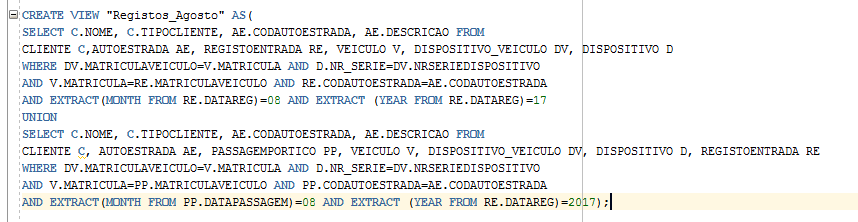 CREATE VIEW "Registos_Agosto" AS(
SELECT C.NOME, C.TIPOCLIENTE, AE.CODAUTOESTRADA, AE.DESCRICAO FROM
CLIENTE C,AUTOESTRADA AE, REGISTOENTRADA RE, VEICULO V, DISPOSITIVO_VEICULO DV, DISPOSITIVO D
WHERE DV.MATRICULAVEICULO=V.MATRICULA AND D.NR_SERIE=DV.NRSERIEDISPOSITIVO
AND V.MATRICULA=RE.MATRICULAVEICULO AND RE.CODAUTOESTRADA=AE.CODAUTOESTRADA
AND EXTRACT(MONTH FROM RE.DATAREG)=08 AND EXTRACT (YEAR FROM RE.DATAREG)=17
UNION
SELECT C.NOME, C.TIPOCLIENTE, AE.CODAUTOESTRADA, AE.DESCRICAO FROM
CLIENTE C, AUTOESTRADA AE, PASSAGEMPORTICO PP, VEICULO V, DISPOSITIVO_VEICULO DV, DISPOSITIVO D, REGISTOENTRADA RE
WHERE DV.MATRICULAVEICULO=V.MATRICULA AND D.NR_SERIE=DV.NRSERIEDISPOSITIVO
AND V.MATRICULA=PP.MATRICULAVEICULO AND PP.CODAUTOESTRADA=AE.CODAUTOESTRADA
AND EXTRACT(MONTH FROM PP.DATAPASSAGEM)=08 AND EXTRACT (YEAR FROM RE.DATAREG)=2017);